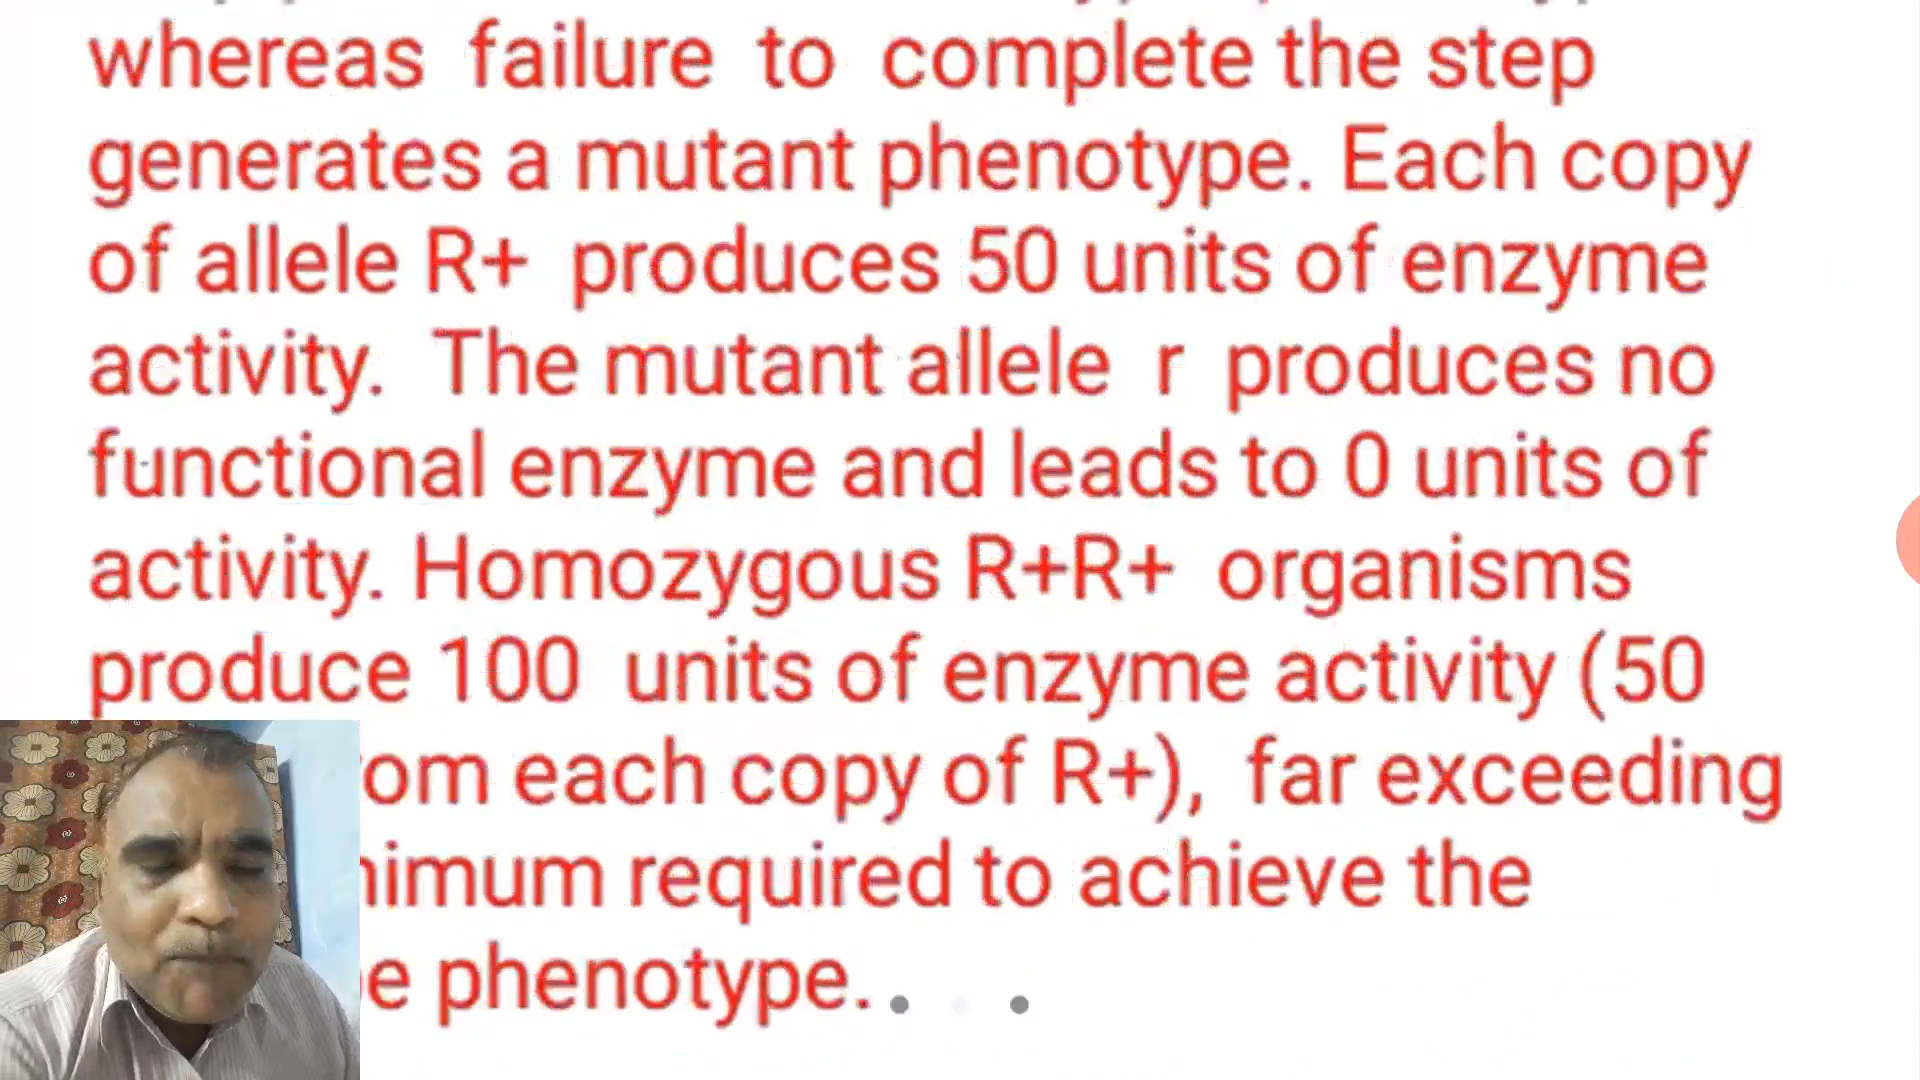 whereas failure to complete the step
generates a mutant phenotype. Each copy
of allele R+ produces 50 units of enzyme
activity. The mutant allele r produces no
functional enzyme and leads to 0 units of
activity. Homozygous R+R+ organisms
produce 100 units of enzyme activity (50
each copy of R+), far exceeding
required to achieve the
phenotype.